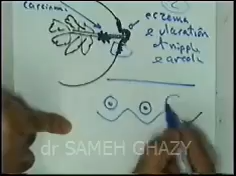 carcinoma
C
eczema
ulceration
of nipple
& areola
dr SAMEH GHAZY